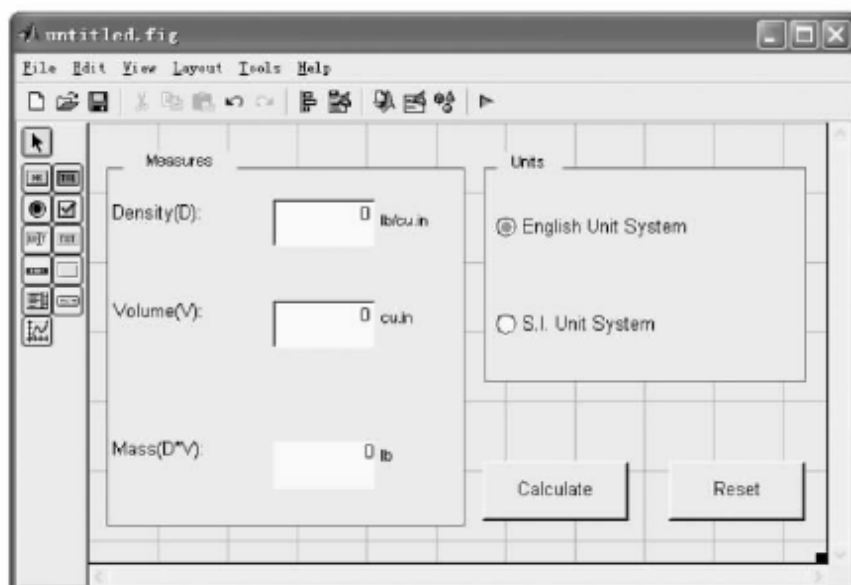 untitled.fig
File Edit View Layout Tools Help
Measures
Density(D): 0 lb/cu.in
Volume(V): 0 cu.in
Mass(D*V): 0 lb
Units
English Unit System
S.I. Unit System
Calculate Reset